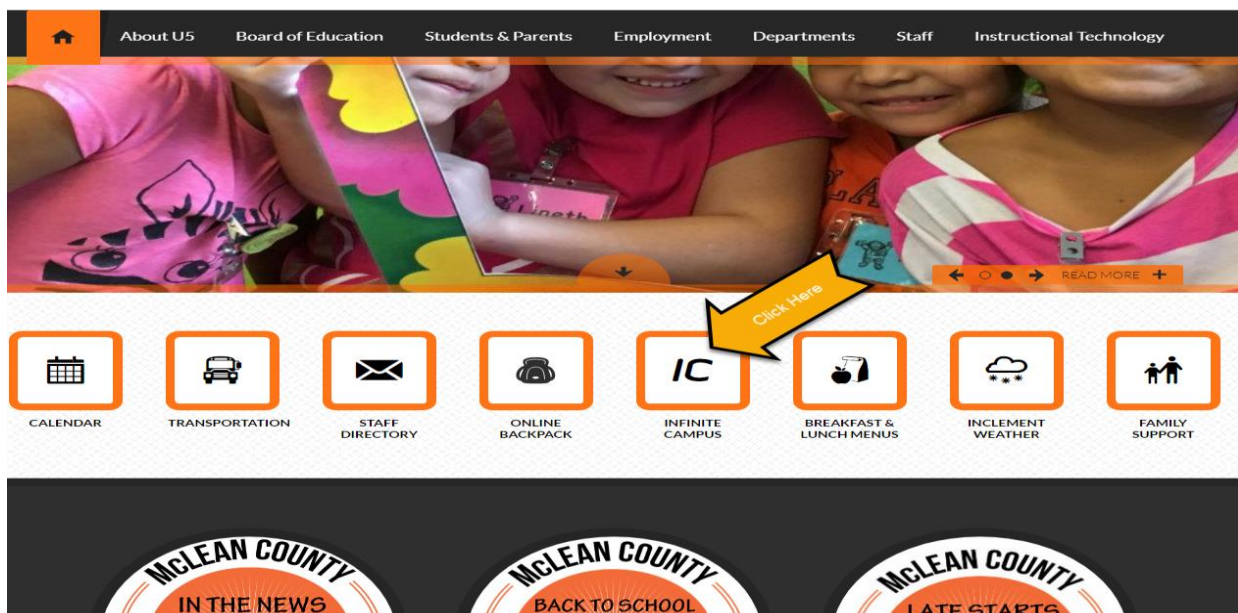 About U5 Board of Education Students & Parents Employment Departments Staff Instructional Technology
Lineth
READ MORE
Click Here
IC
CALENDAR
TRANSPORTATION
STAFF
DIRECTORY
ONLINE
BACKPACK
INFINITE
CAMPUS
BREAKFAST &
LUNCH MENUS
INCLEMENT
WEATHER
FAMILY
SUPPORT
McLEAN COUNTY
IN THE NEWS
McLEAN COUNTY
BACK TO SCHOOL
McLEAN COUNTY
LATE STARTS